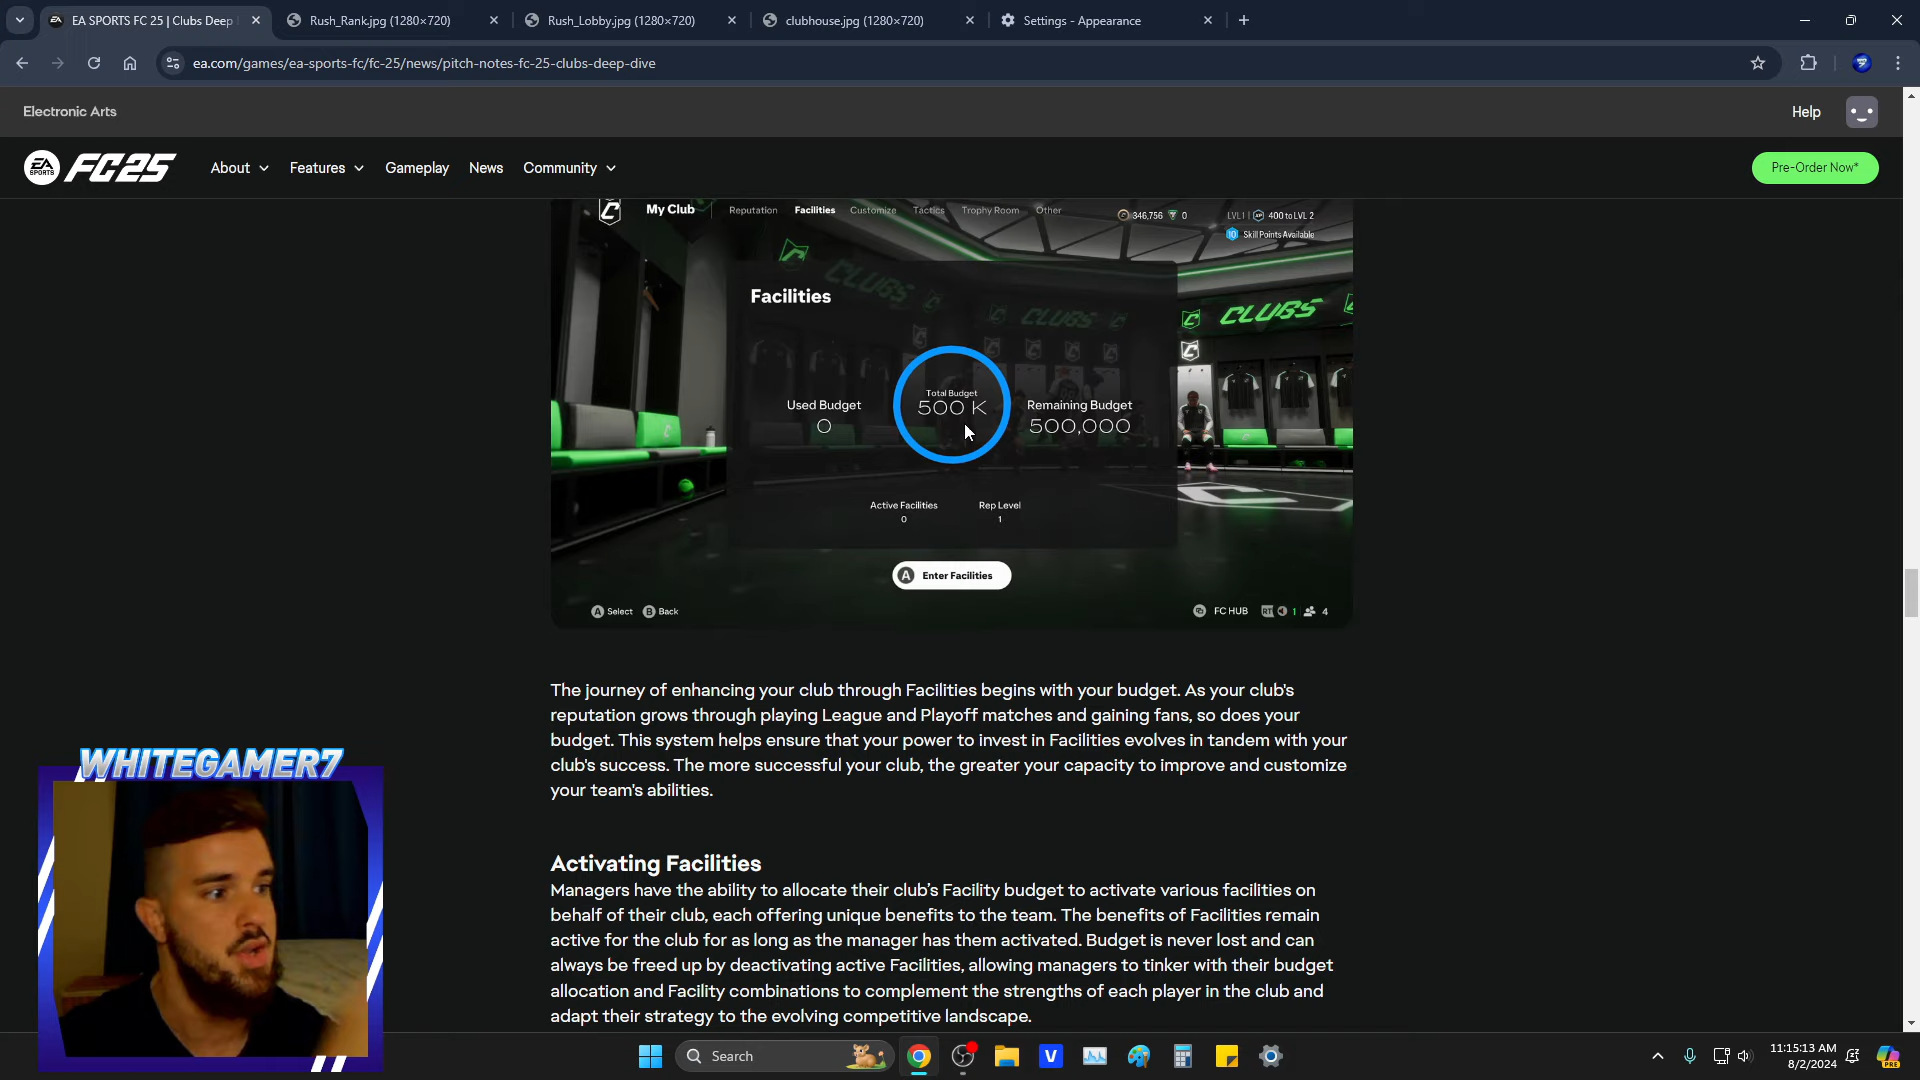 EA SPORTS FC 25 | Clubs Deep
Rush_Rank.jpg (1280×720)
Rush_Lobby.jpg (1280×720)
clubhouse.jpg (1280×720)
Settings - Appearance
ea.com/games/ea-sports-fc/fc-25/news/pitch-notes-fc-25-clubs-deep-dive
Electronic Arts
Help
EA SPORTS FC25
About
Features
Gameplay
News
Community
Pre-Order Now*
My Club
Reputation
Facilities
Customize
Tactics
Trophy Room
Other
346,756
0
LVL 1
400 to LVL 2
10 Skill Points Available
CLUBS
CLUBS
CLUBS
Facilities
Used Budget
0
Total Budget
500 K
Remaining Budget
500,000
Active Facilities
0
Rep Level
1
A Enter Facilities
A Select B Back
FC HUB
1
4
The journey of enhancing your club through Facilities begins with your budget. As your club's
reputation grows through playing League and Playoff matches and gaining fans, so does your
budget. This system helps ensure that your power to invest in Facilities evolves in tandem with your
club's success. The more successful your club, the greater your capacity to improve and customize
your team's abilities.
Activating Facilities
Managers have the ability to allocate their club's Facility budget to activate various facilities on
behalf of their club, each offering unique benefits to the team. The benefits of Facilities remain
active for the club for as long as the manager has them activated. Budget is never lost and can
always be freed up by deactivating active Facilities, allowing managers to tinker with their budget
allocation and Facility combinations to complement the strengths of each player in the club and
adapt their strategy to the evolving competitive landscape.
WHITEGAMER7
Search
V
11:15:13 AM
8/2/2024
PRE